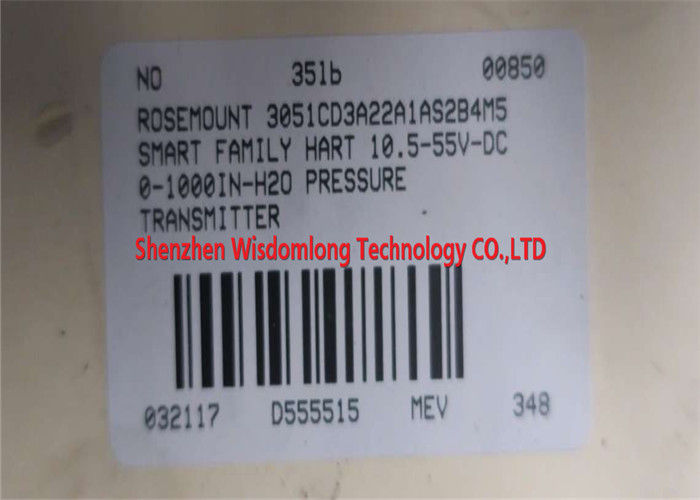 NO 35lb 00850
ROSEMOUNT 3051CD3A22A1AS2B4M5
SMART FAMILY HART 10.5-55V-DC
0-1000IN-H2O PRESSURE
TRANSMITTER
Shenzhen Wisdomlong Technology CO.,LTD
032117 D555515 MEV 348